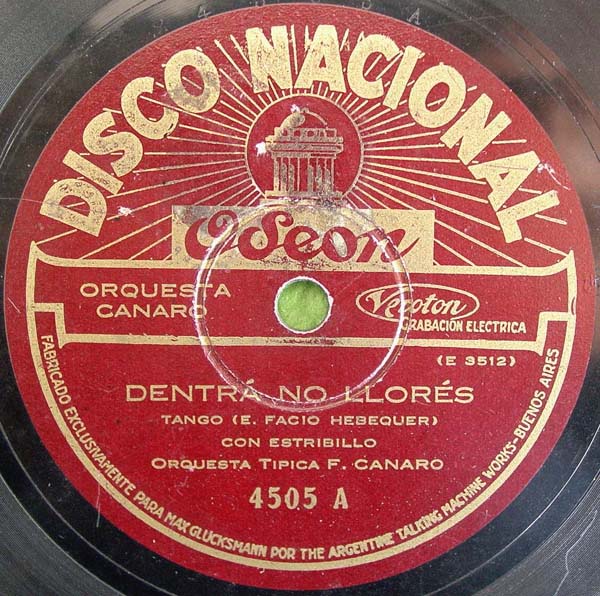 DISCO NACIONAL
Odeon
ORQUESTA
CANARO
Veroton
GRABACIÓN ELECTRICA
(E 3512)
DENTRÁ NO LLORÉS
TANGO (E. FACIO HEBEQUER)
CON ESTRIBILLO
ORQUESTA TIPICA F. CANARO
4505 A
FABRICADO EXCLUSIVAMENTE PARA MAX GLÜCKSMANN POR THE ARGENTINE TALKING MACHINE WORKS-BUENOS AIRES